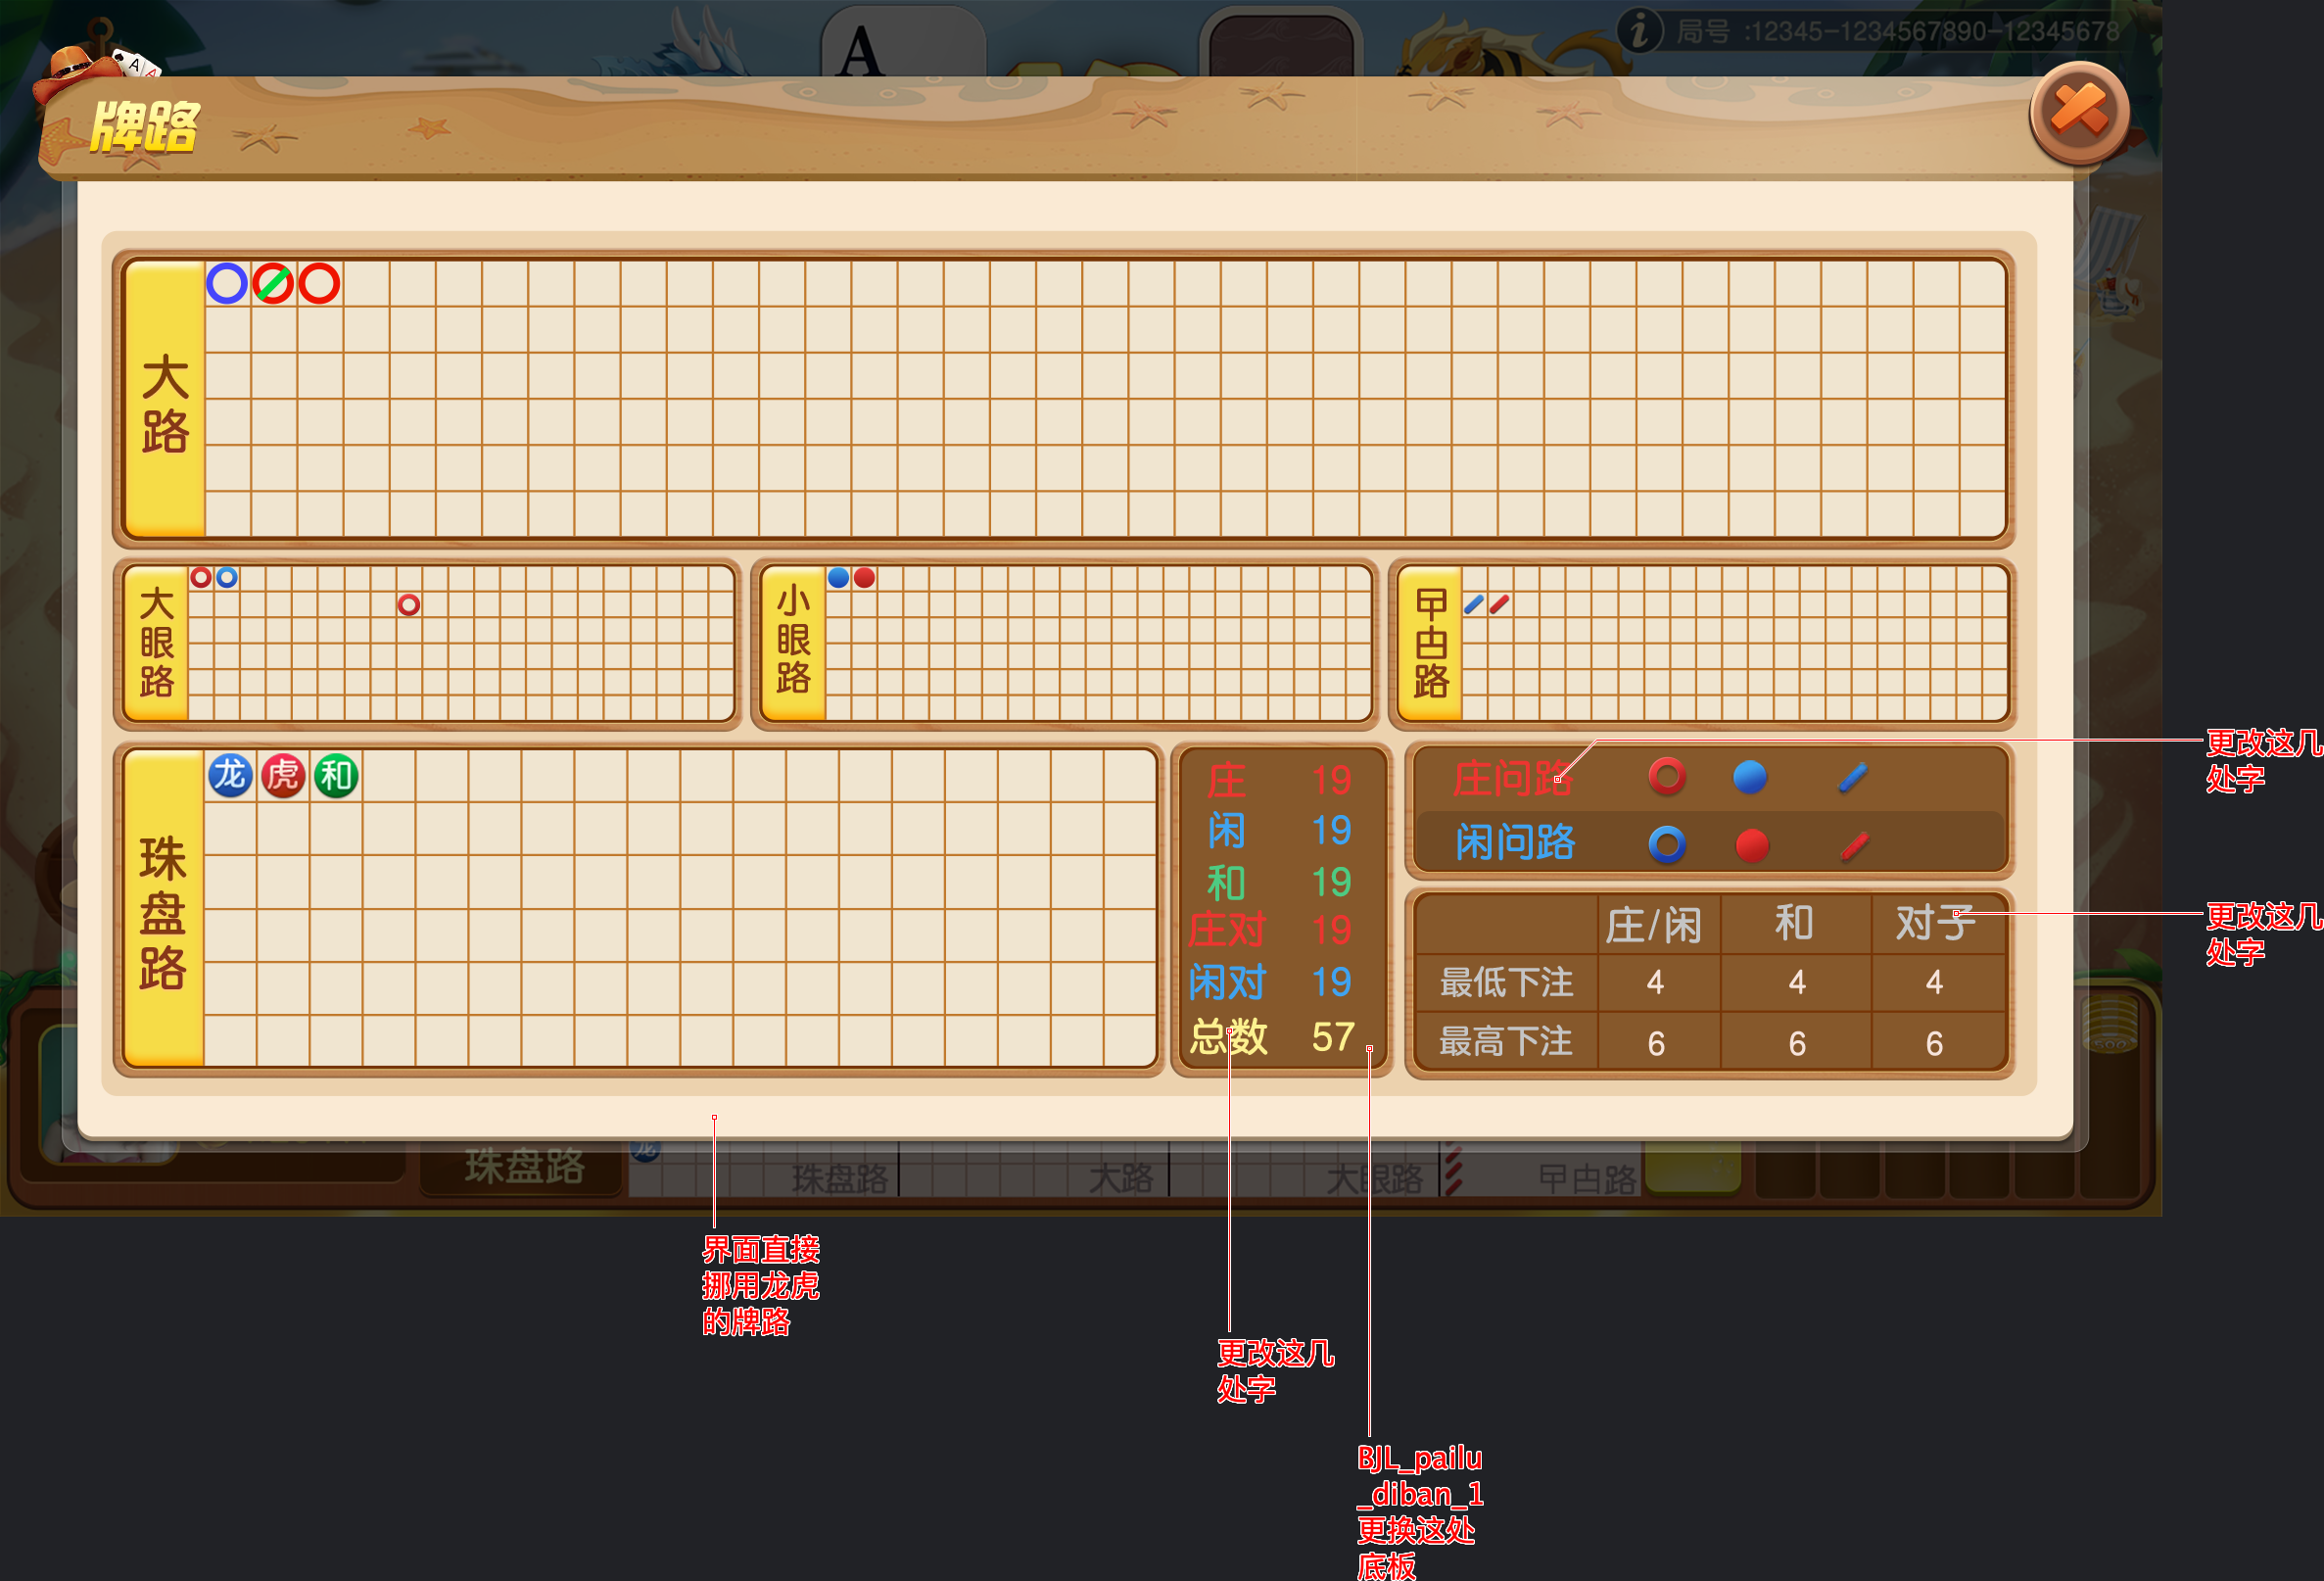 A
局号 :12345-1234567890-12345678
A A
牌路
大路
大眼路
小眼路
甲由路
珠盘路
龙 虎 和
庄 19
闲 19
和 19
庄对 19
闲对 19
总数 57
庄问路
闲问路
庄/闲 和 对子
最低下注 4 4 4
最高下注 6 6 6
更改这几
处字
更改这几
处字
珠盘路
龙
珠盘路
大路
大眼路
甲由路
500
界面直接
挪用龙虎
的牌路
更改这几
处字
BJL_pailu
_diban_1
更换这处
底板